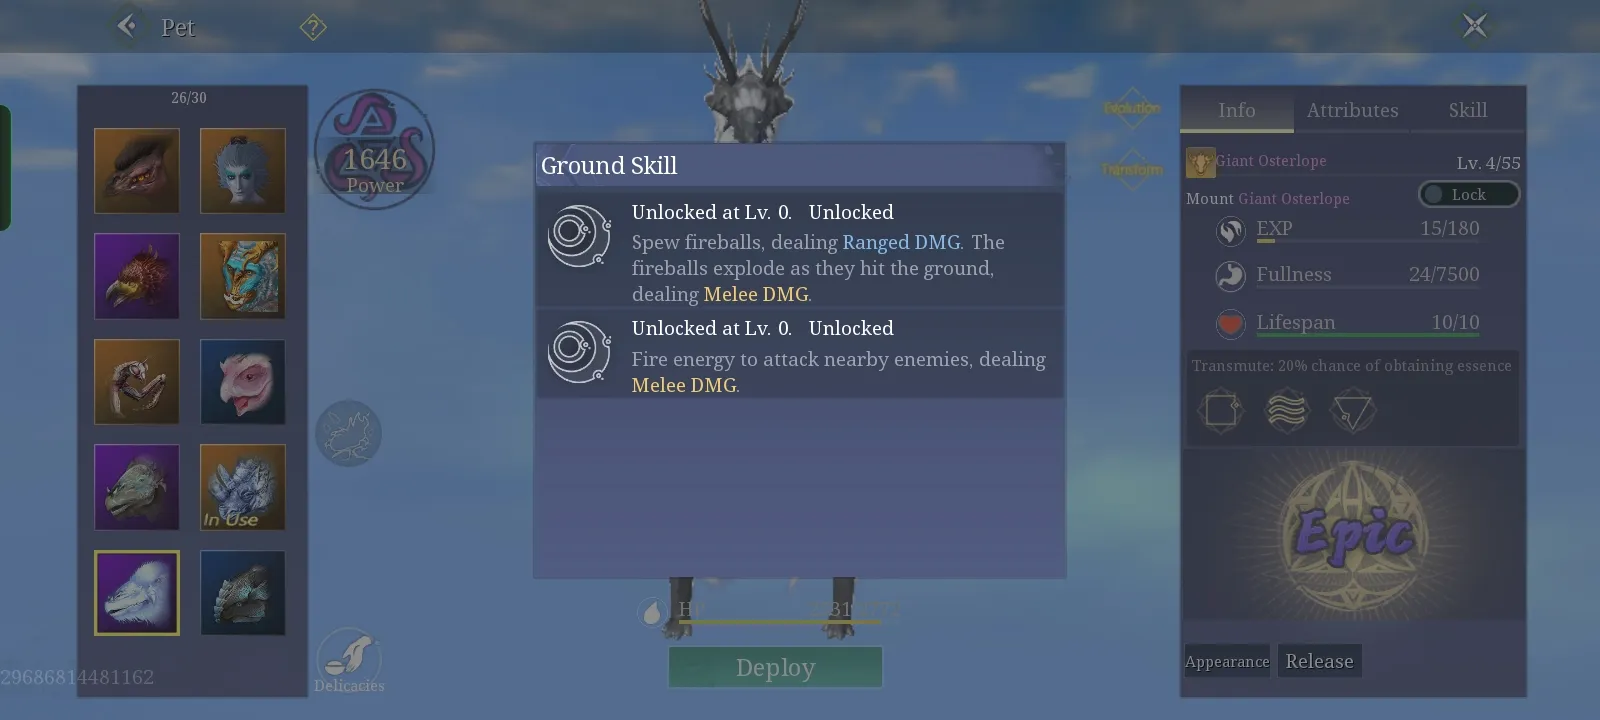 Pet
?
26/30
1646
Power
In Use
29686814481162
Delicacies
Ground Skill
Unlocked at Lv. 0. Unlocked
Spew fireballs, dealing Ranged DMG. The
fireballs explode as they hit the ground,
dealing Melee DMG.
Unlocked at Lv. 0. Unlocked
Fire energy to attack nearby enemies, dealing
Melee DMG.
Deploy
Evolution
Transform
Info Attributes Skill
Giant Osterlope Lv. 4/55
Mount Giant Osterlope Lock
EXP 15/180
Fullness 24/7500
Lifespan 10/10
Transmute: 20% chance of obtaining essence
Epic
Appearance Release